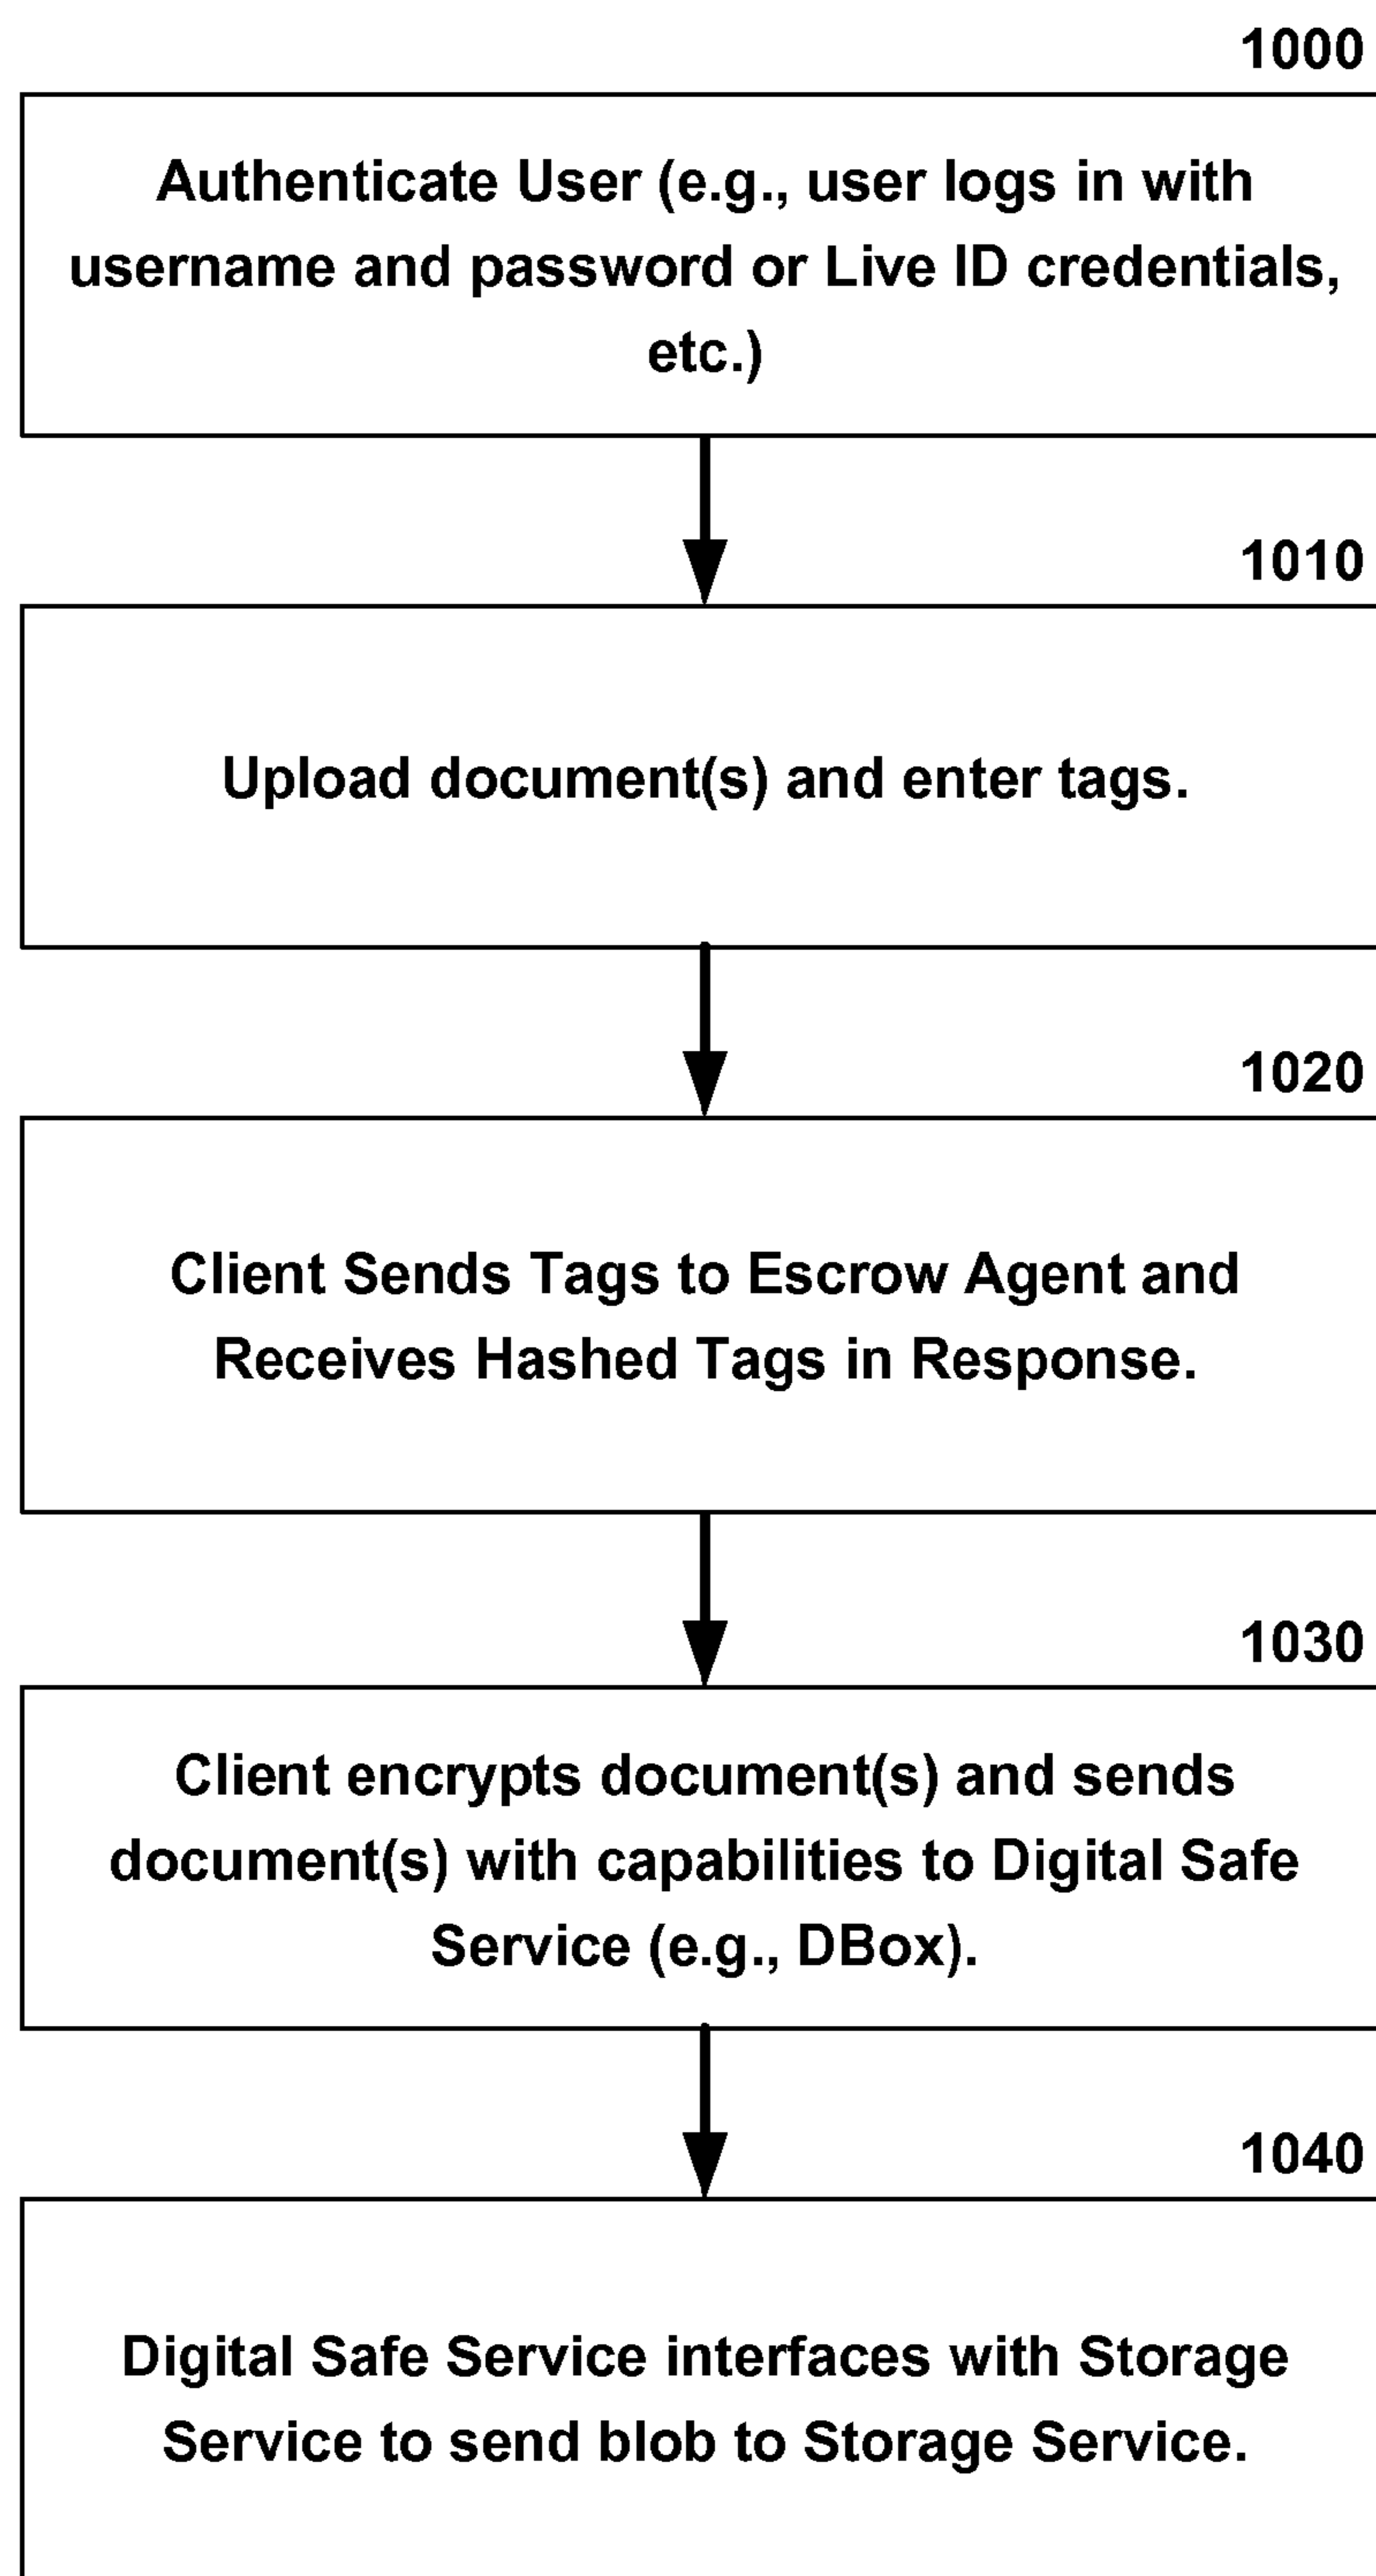 1000
Authenticate User (e.g., user logs in with
username and password or Live ID credentials,
etc.)
1010
Upload document(s) and enter tags.
1020
Client Sends Tags to Escrow Agent and
Receives Hashed Tags in Response.
1030
Client encrypts document(s) and sends
document(s) with capabilities to Digital Safe
Service (e.g., DBox).
1040
Digital Safe Service interfaces with Storage
Service to send blob to Storage Service.